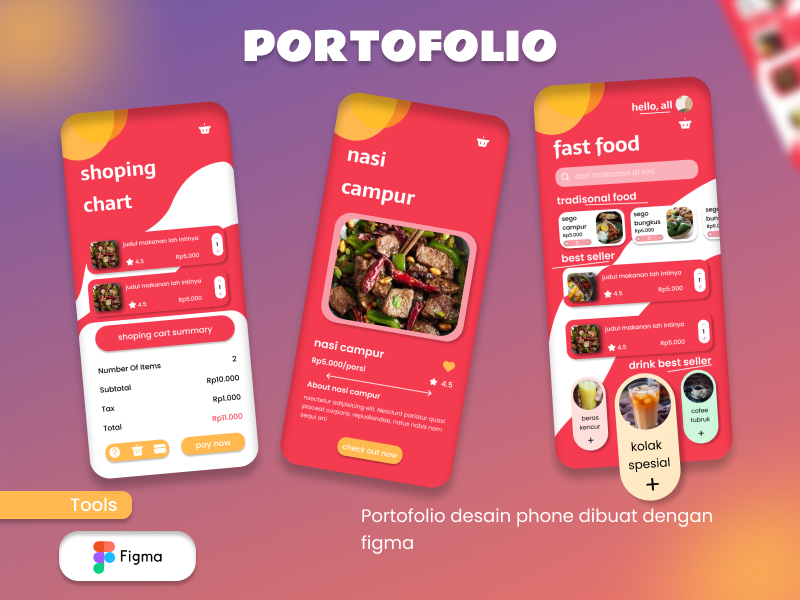 PORTOFOLIO
shoping
chart
judul makanan lah intinya
4.5
Rp5.000
1
judul makanan lah intinya
4.5
Rp5.000
1
shoping cart summary
Number Of Items 2
Subtotal Rp10.000
Tax Rp1.000
Total Rp11.000
pay now
nasi
campur
nasi campur
Rp5.000/porsi
4.5
About nasi campur
nsectetur adipisicing elit. Nesciunt pariatur quasi
placeat corporis, repudiandae, natus nobis nam
sequi ani
check out now
hello, all
fast food
cari makanan di sini
tradisonal food
sego
campur
Rp5.000
sego
bungkus
Rp5.000
best seller
judul makanan lah intinya
4.5
Rp5.000
1
judul makanan lah intinya
4.5
Rp5.000
1
drink best seller
beras
kencur
+
kolak
spesial
+
cofee
tubruk
+
Tools
Figma
Portofolio desain phone dibuat dengan
figma